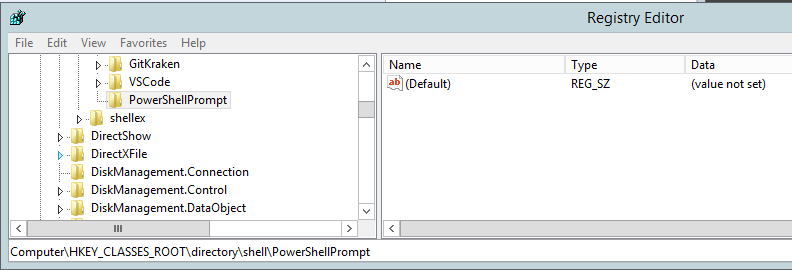 Registry Editor
File Edit View Favorites Help
GitKraken
VSCode
PowerShellPrompt
shellex
DirectShow
DirectXFile
DiskManagement.Connection
DiskManagement.Control
DiskManagement.DataObject
Name Type Data
ab (Default) REG_SZ (value not set)
Computer\HKEY_CLASSES_ROOT\directory\shell\PowerShellPrompt